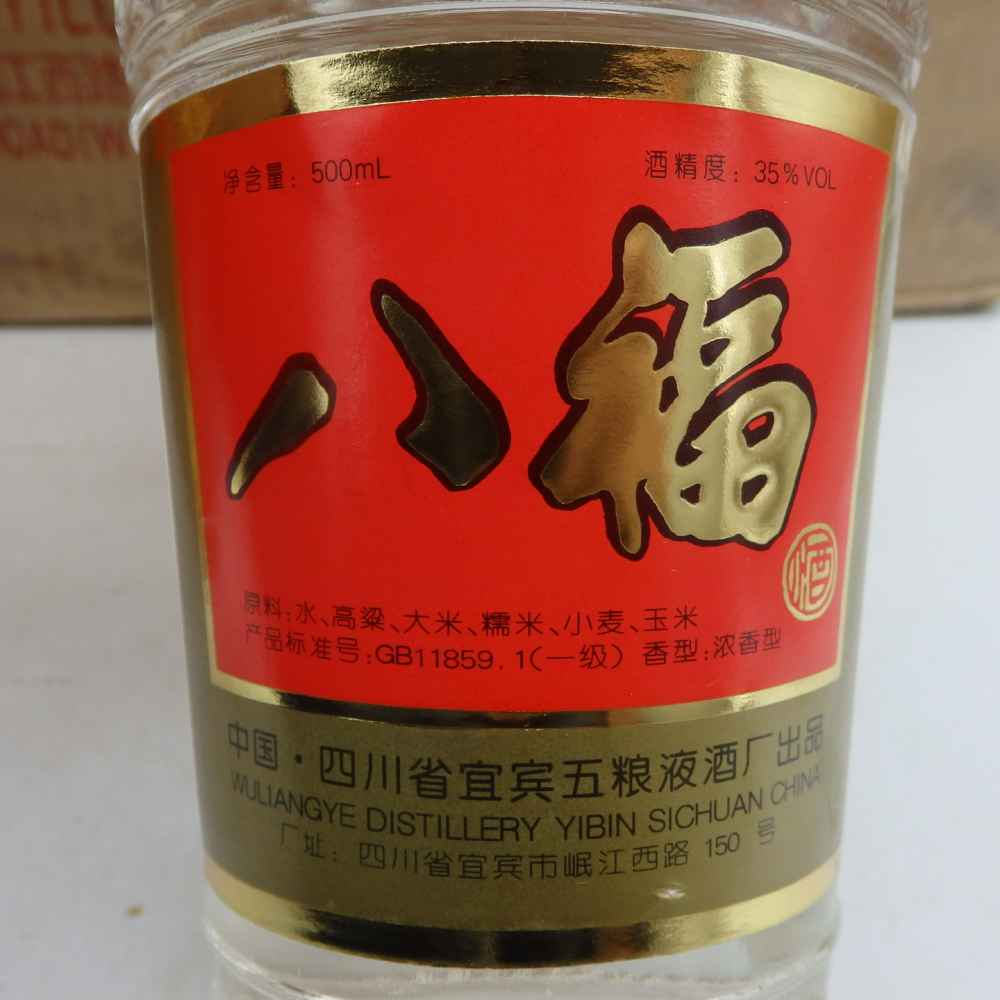 净含量：500mL
酒精度：35%VOL
八福
酒
原料：水、高粱、大米、糯米、小麦、玉米
产品标准号：GB11859.1(一级) 香型：浓香型
中国·四川省宜宾五粮液酒厂出品
WULIANGYE DISTILLERY YIBIN SICHUAN CHINA
厂址：四川省宜宾市岷江西路 150 号